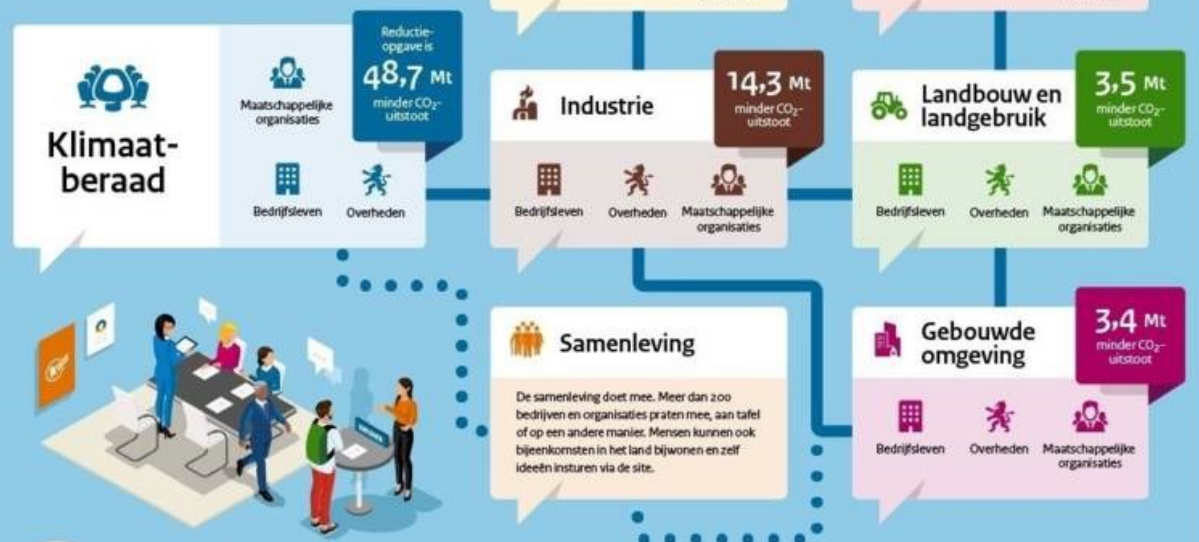 Klimaat-
beraad
Maatschappelijke
organisaties
Bedrijfsleven
Overheden
Reductie-
opgave is
48,7 Mt
minder CO₂-
uitstoot
Industrie
14,3 Mt
minder CO₂-
uitstoot
Bedrijfsleven
Overheden
Maatschappelijke
organisaties
Landbouw en
landgebruik
3,5 Mt
minder CO₂-
uitstoot
Bedrijfsleven
Overheden
Maatschappelijke
organisaties
Samenleving
De samenleving doet mee. Meer dan 200
bedrijven en organisaties praten mee, aan tafel
of op een andere manier. Mensen kunnen ook
bijeenkomsten in het land bijwonen en zelf
ideeën insturen via de site.
Gebouwde
omgeving
3,4 Mt
minder CO₂-
uitstoot
Bedrijfsleven
Overheden
Maatschappelijke
organisaties